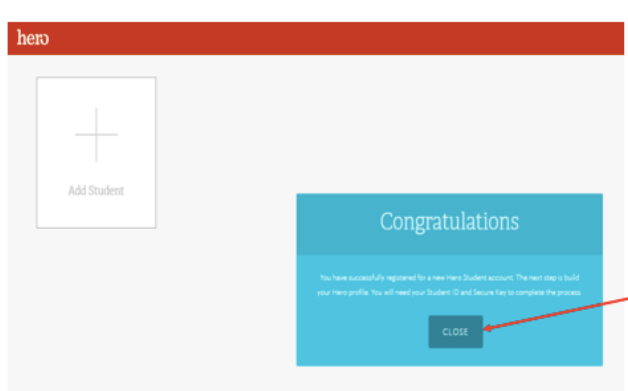 hero
Add Student
Congratulations
You have successfully registered for a new Hero Student account. The next step is build
your Hero profile. You will need your Student ID and Secure Key to complete the process.
CLOSE